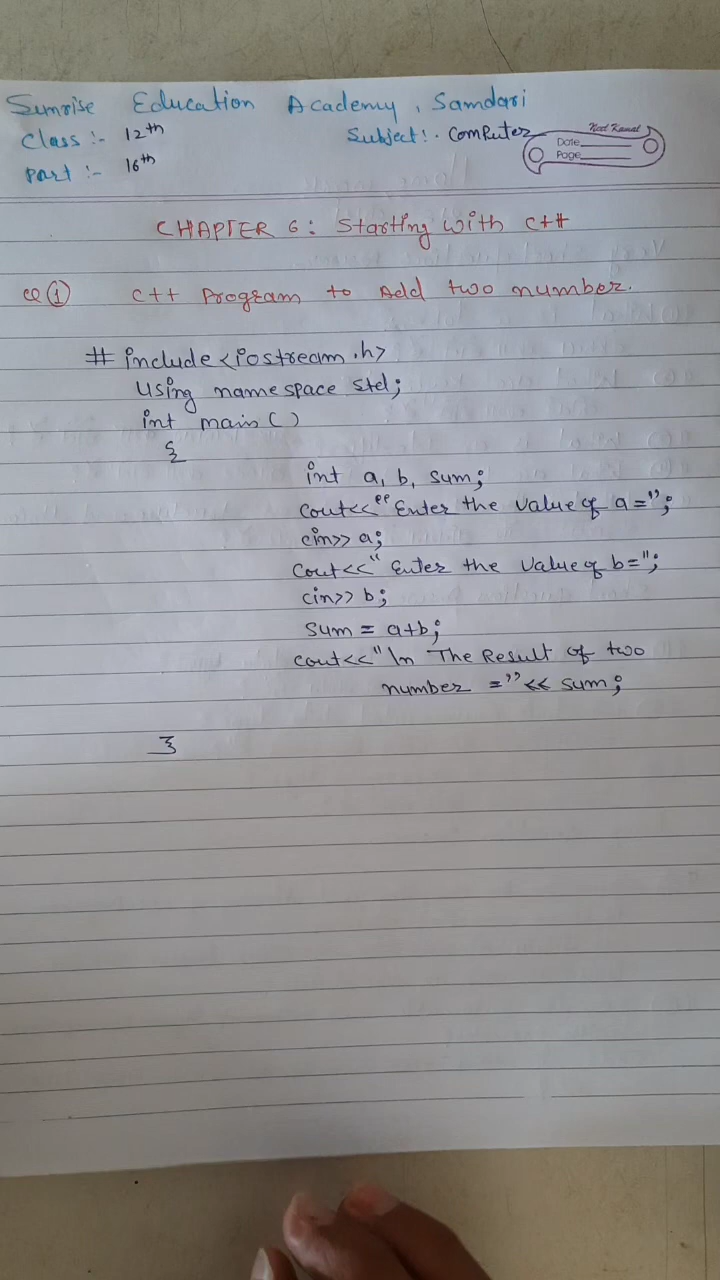 Sunrise Education Academy, Samdari
Class :- 12th Subject :- Computer
Part :- 16th
Neel Kamal
Date
Page
CHAPTER 6: Starting with C++
Q ① C++ Program to Add two number.
# include <iostream.h>
Using namespace std;
int main ()
{
int a, b, sum;
Cout<<"Enter the value of a=";
cin>> a;
Cout<<"Enter the value of b=";
cin>> b;
sum = a+b;
cout<<"\n The Result of two
number ="<< sum;
}